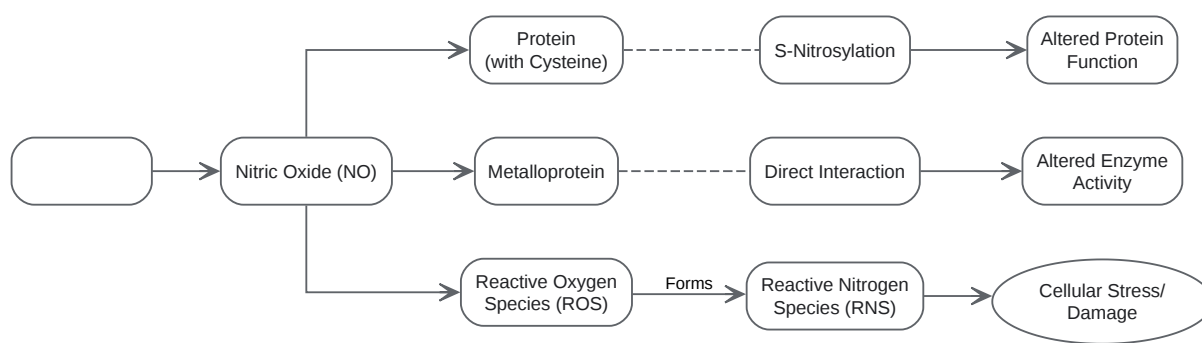 Protein
(with Cysteine)
S-Nitrosylation
Altered Protein
Function
Nitric Oxide (NO)
Metalloprotein
Direct Interaction
Altered Enzyme
Activity
Reactive Oxygen
Species (ROS)
Forms
Reactive Nitrogen
Species (RNS)
Cellular Stress/
Damage